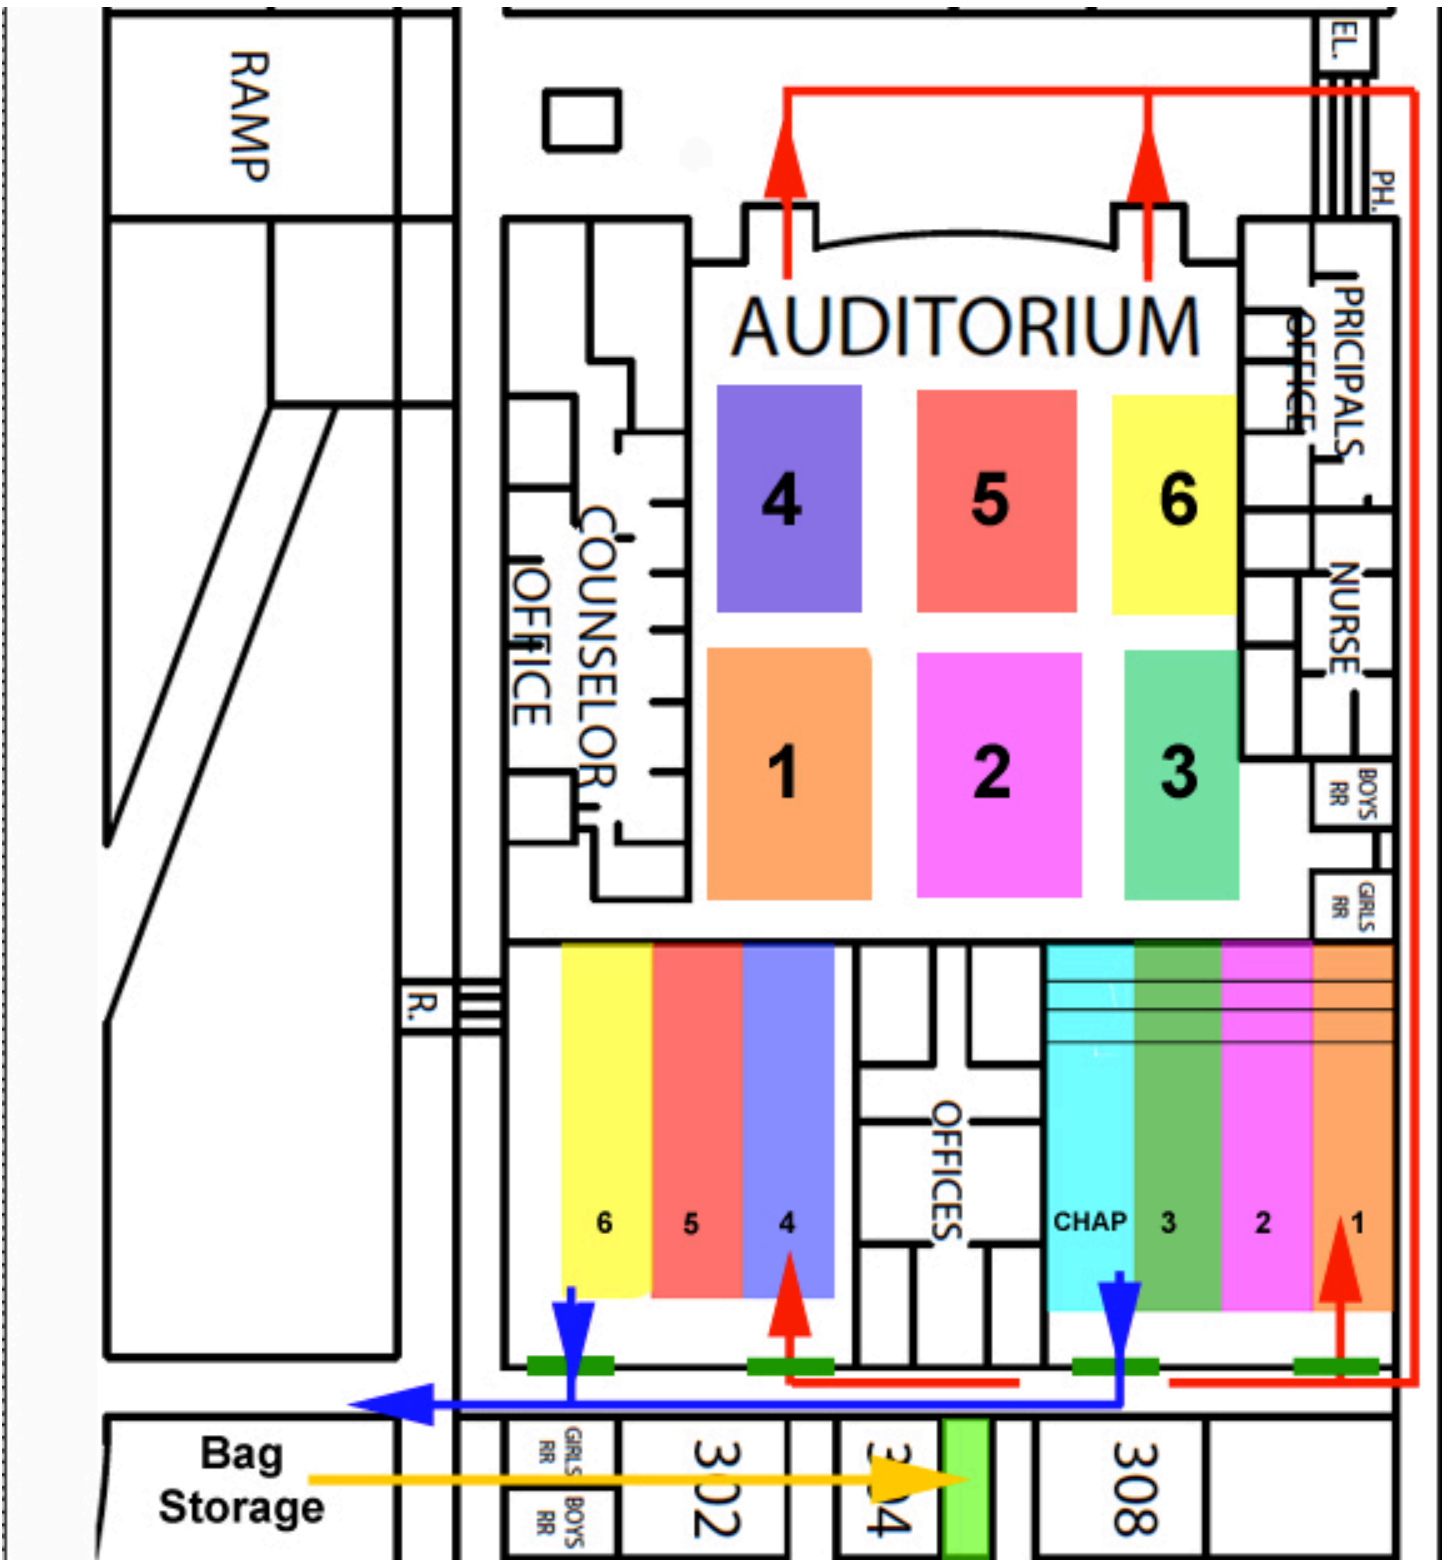 RAMP
EL.
PH.
AUDITORIUM
PRICIPALS
OFFICE
4
5
6
COUNSELOR
OFFICE
NURSE
1
2
3
BOYS
RR
GIRLS
RR
R.
OFFICES
6
5
4
CHAP
3
2
1
Bag
Storage
GIRLS
RR
BOYS
RR
302
304
308